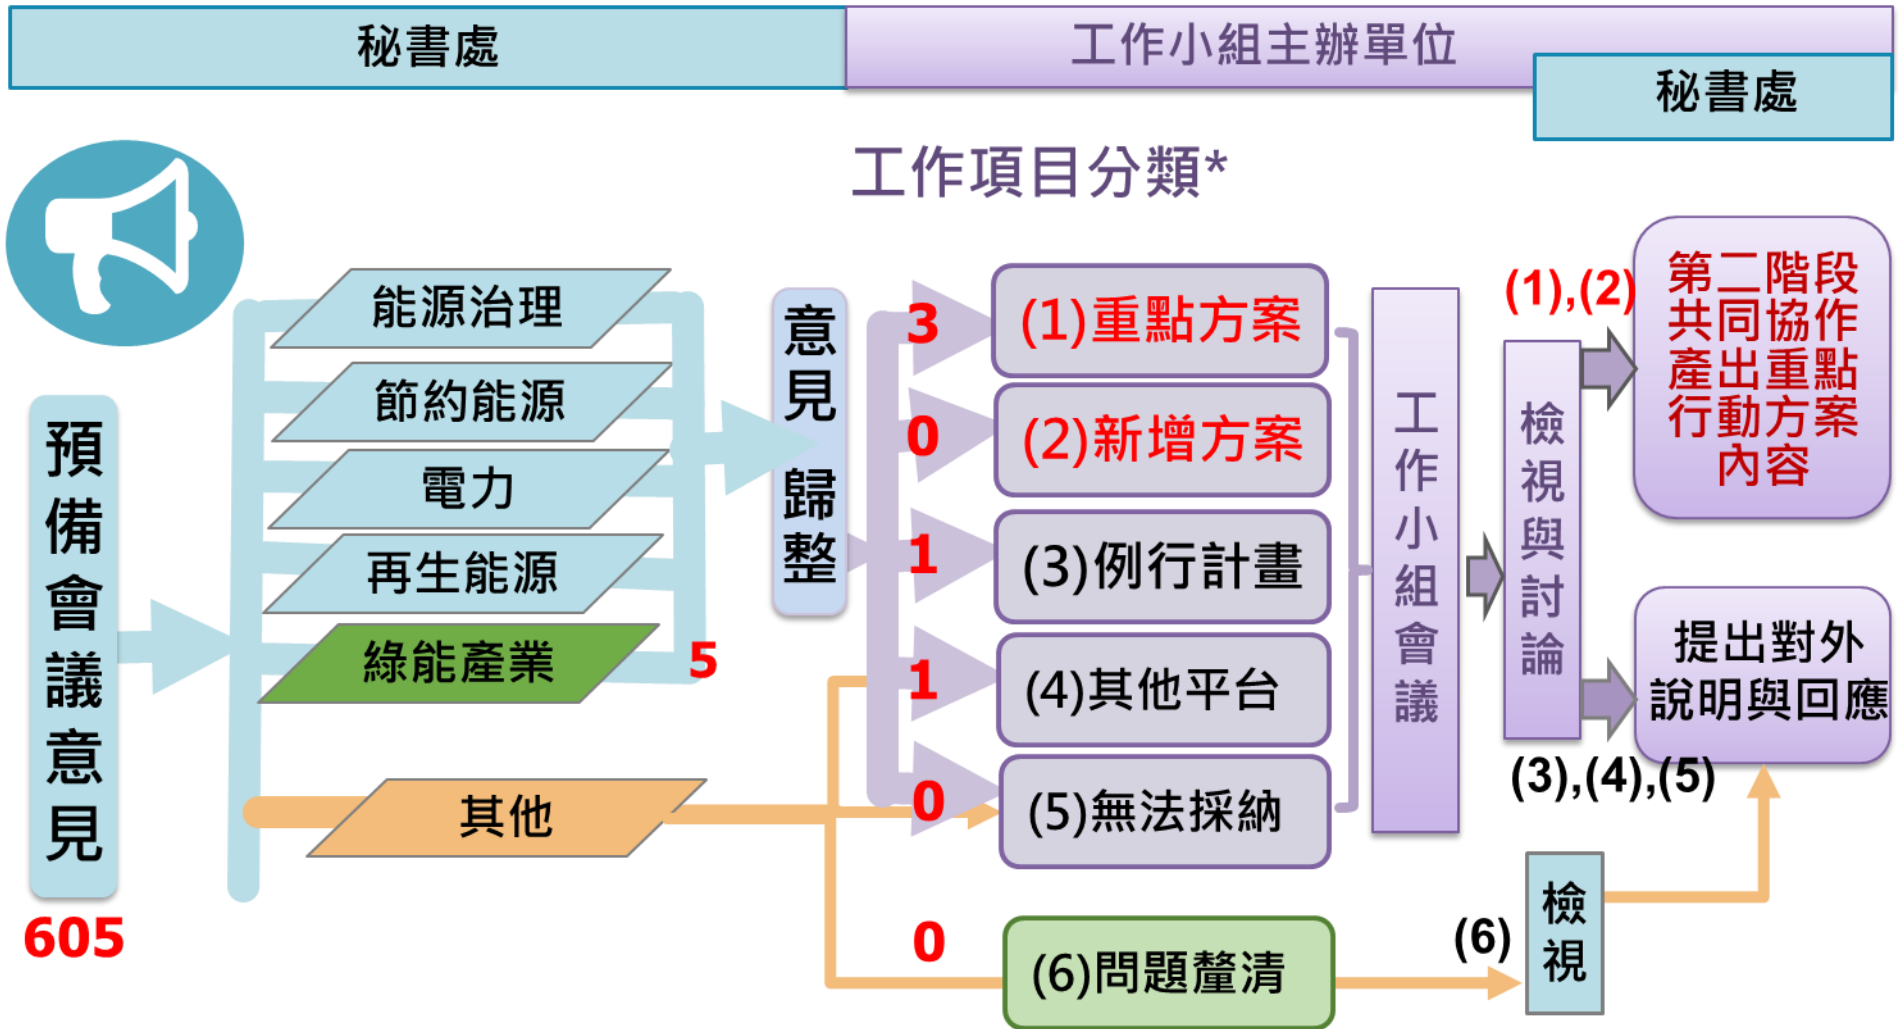 秘書處
工作小組主辦單位
秘書處
工作項目分類*
預備會議意見
605
能源治理
節約能源
電力
再生能源
綠能產業
5
其他
意見歸整
3
(1)重點方案
0
(2)新增方案
1
(3)例行計畫
1
(4)其他平台
0
(5)無法採納
0
(6)問題釐清
工作小組會議
檢視與討論
(1),(2)
第二階段
共同協作
產出重點
行動方案
內容
提出對外
說明與回應
(3),(4),(5)
(6)
檢視